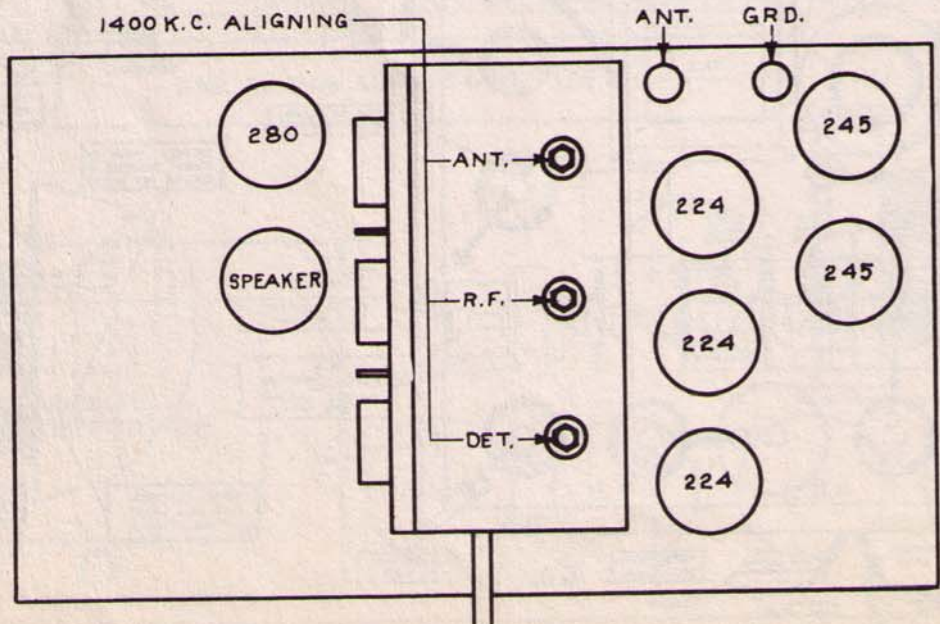 1400 K.C. ALIGNING
ANT.
GRD.
280
ANT.
245
224
SPEAKER
R.F.
245
224
DET.
224